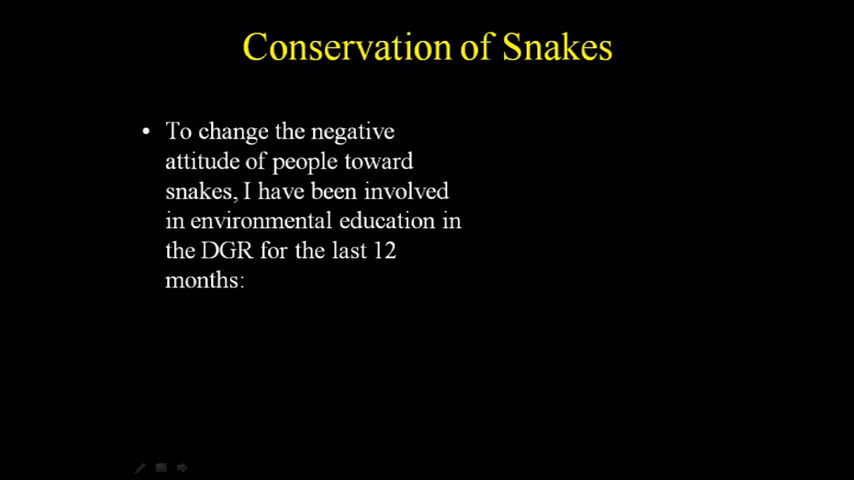 Conservation of Snakes
• To change the negative
attitude of people toward
snakes, I have been involved
in environmental education in
the DGR for the last 12
months: